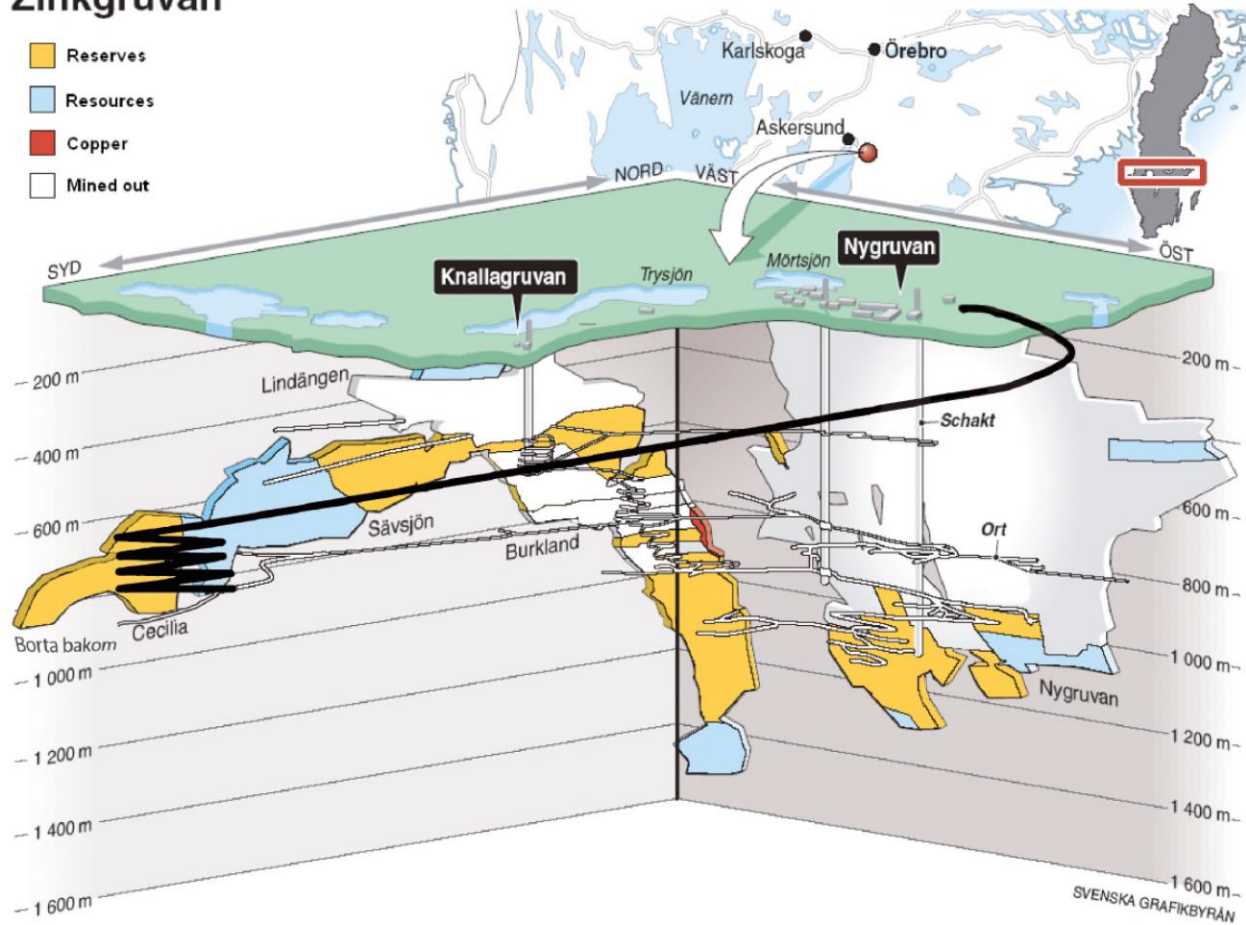 Zinkgruvan
Reserves
Resources
Copper
Mined out
Karlskoga
Örebro
Vänern
Askersund
NORD
VÄST
SYD
ÖST
Knallagruvan
Trysjön
Mörtsjön
Nygruvan
200 m
400 m
600 m
1 000 m
1 200 m
1 400 m
1 600 m
Lindängen
Sävsjön
Burkland
Cecilia
Borta bakom
Schakt
Ort
Nygruvan
200 m
600 m
800 m
1 000 m
1 200 m
1 400 m
1 600 m
SVENSKA GRAFIKBYRÅN